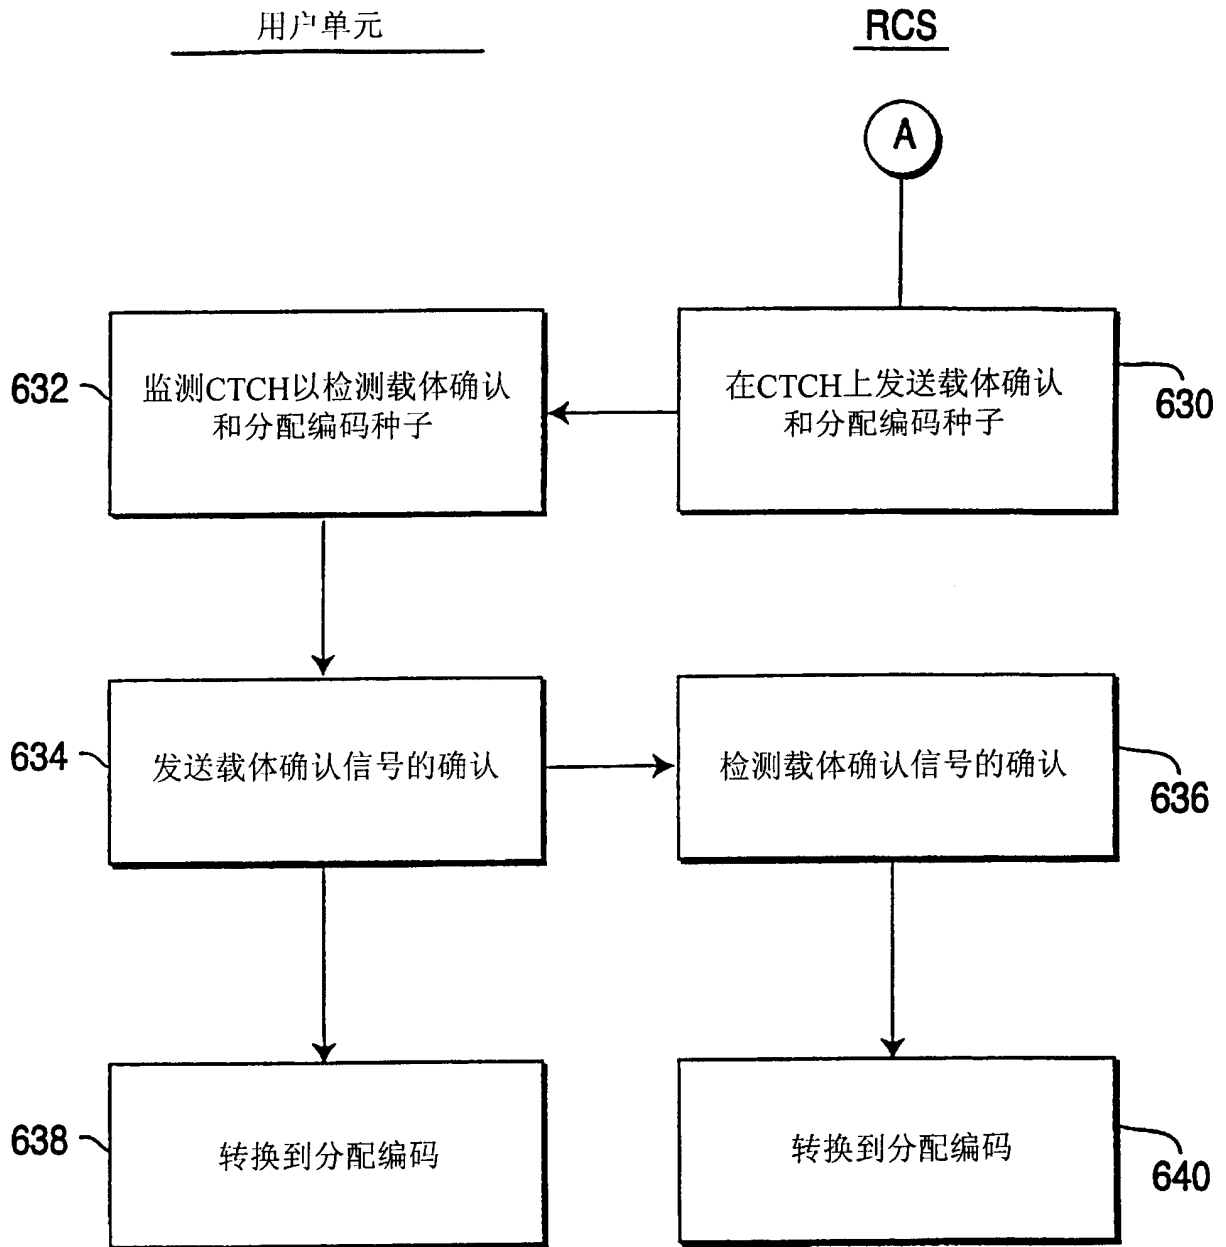 用户单元
RCS
A
632
监测CTCH以检测载体确认
和分配编码种子
在CTCH上发送载体确认
和分配编码种子
630
634
发送载体确认信号的确认
检测载体确认信号的确认
636
638
转换到分配编码
转换到分配编码
640